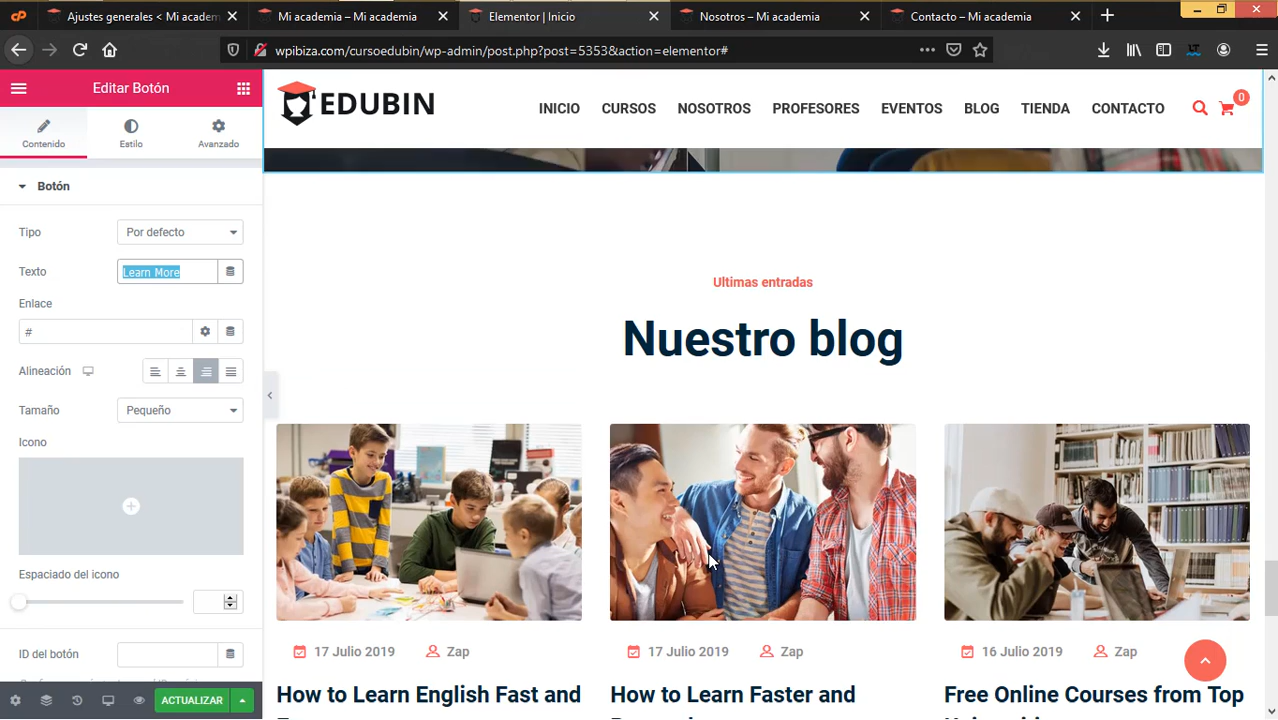 Ajustes generales < Mi academ
Mi academia – Mi academia
Elementor | Inicio
Nosotros – Mi academia
Contacto – Mi academia
wpibiza.com/cursoedubin/wp-admin/post.php?post=5353&action=elementor#
Editar Botón
EDUBIN
INICIO
CURSOS
NOSOTROS
PROFESORES
EVENTOS
BLOG
TIENDA
CONTACTO
0
Contenido
Estilo
Avanzado
Botón
Tipo
Por defecto
Texto
Learn More
Enlace
#
Alineación
Tamaño
Pequeño
Icono
Espaciado del icono
ID del botón
ACTUALIZAR
Ultimas entradas
Nuestro blog
17 Julio 2019
Zap
17 Julio 2019
Zap
16 Julio 2019
Zap
How to Learn English Fast and
How to Learn Faster and
Free Online Courses from Top